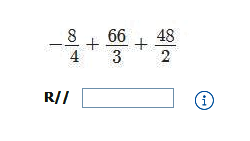 −8/4 + 66/3 + 48/2
R//